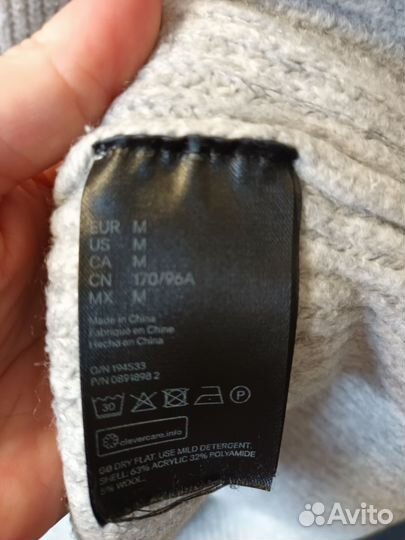 EUR M
US M
CA M
CN 170/96A
MX M
Made in China
Fabriqué en Chine
Hecho en China
O/N 194533
P/N 0891898 2
30
P
clevercare.info
DRY FLAT. USE MILD DETERGENT.
SHELL: 63% ACRYLIC 32% POLYAMIDE
5% WOOL.
Avito